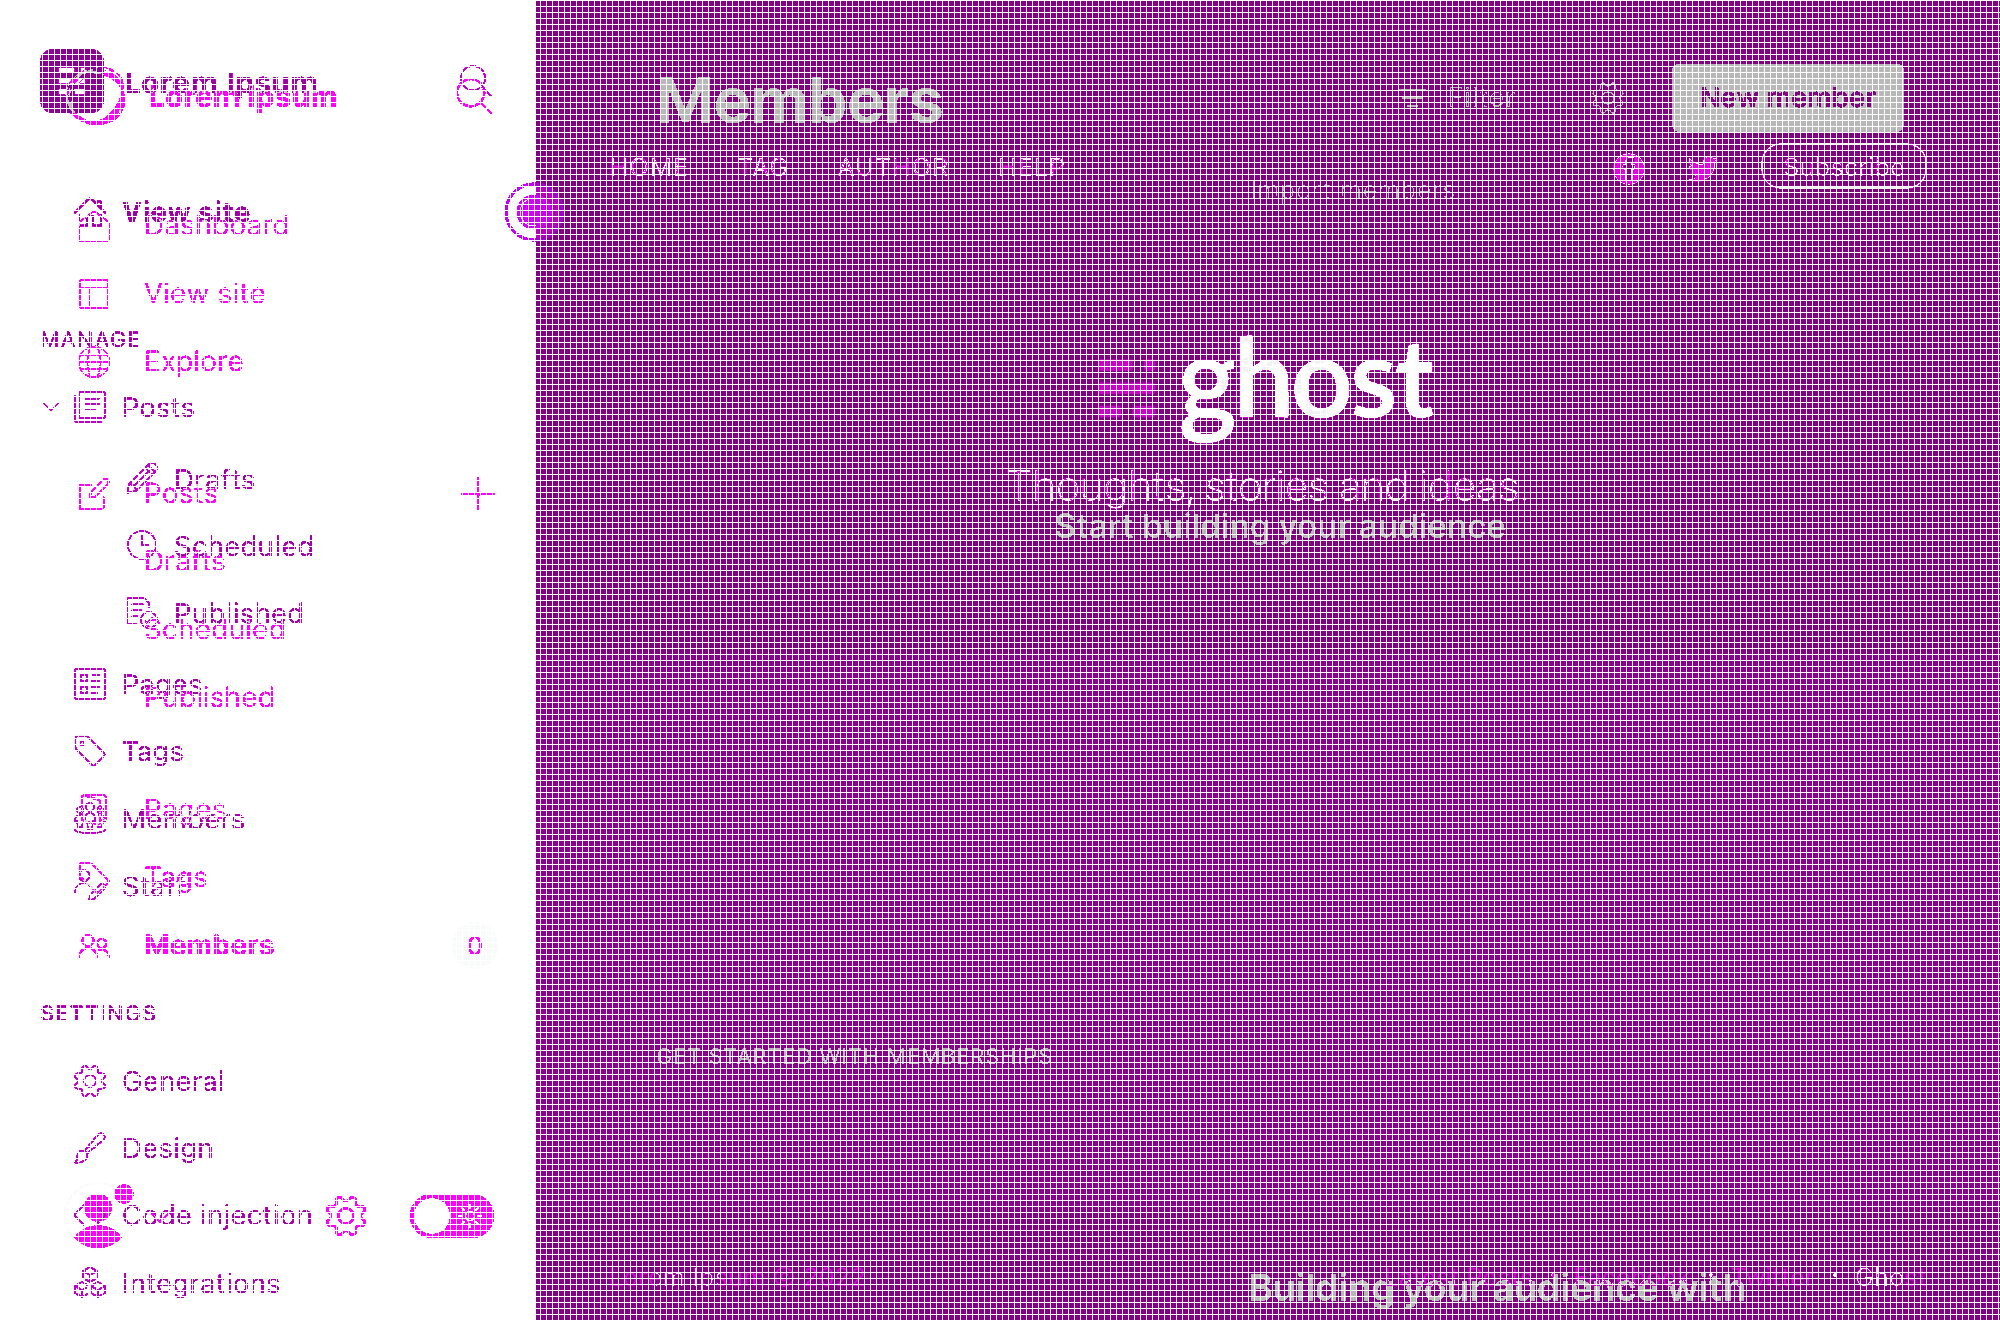 Lorem Ipsum
Lorem Ipsum
Members
Filter
New member
HOME TAG AUTHOR HELP
Subscribe
Import members
View site
Dashboard
View site
MANAGE
Explore
ghost
Posts
Drafts
Posts
Thoughts, stories and ideas.
Start building your audience
Scheduled
Drafts
Published
Scheduled
Pages
Published
Tags
Pages
Members
Tags
Staff
Members 0
SETTINGS
GET STARTED WITH MEMBERSHIPS
General
Design
Code injection
Integrations
Building your audience with
Gho